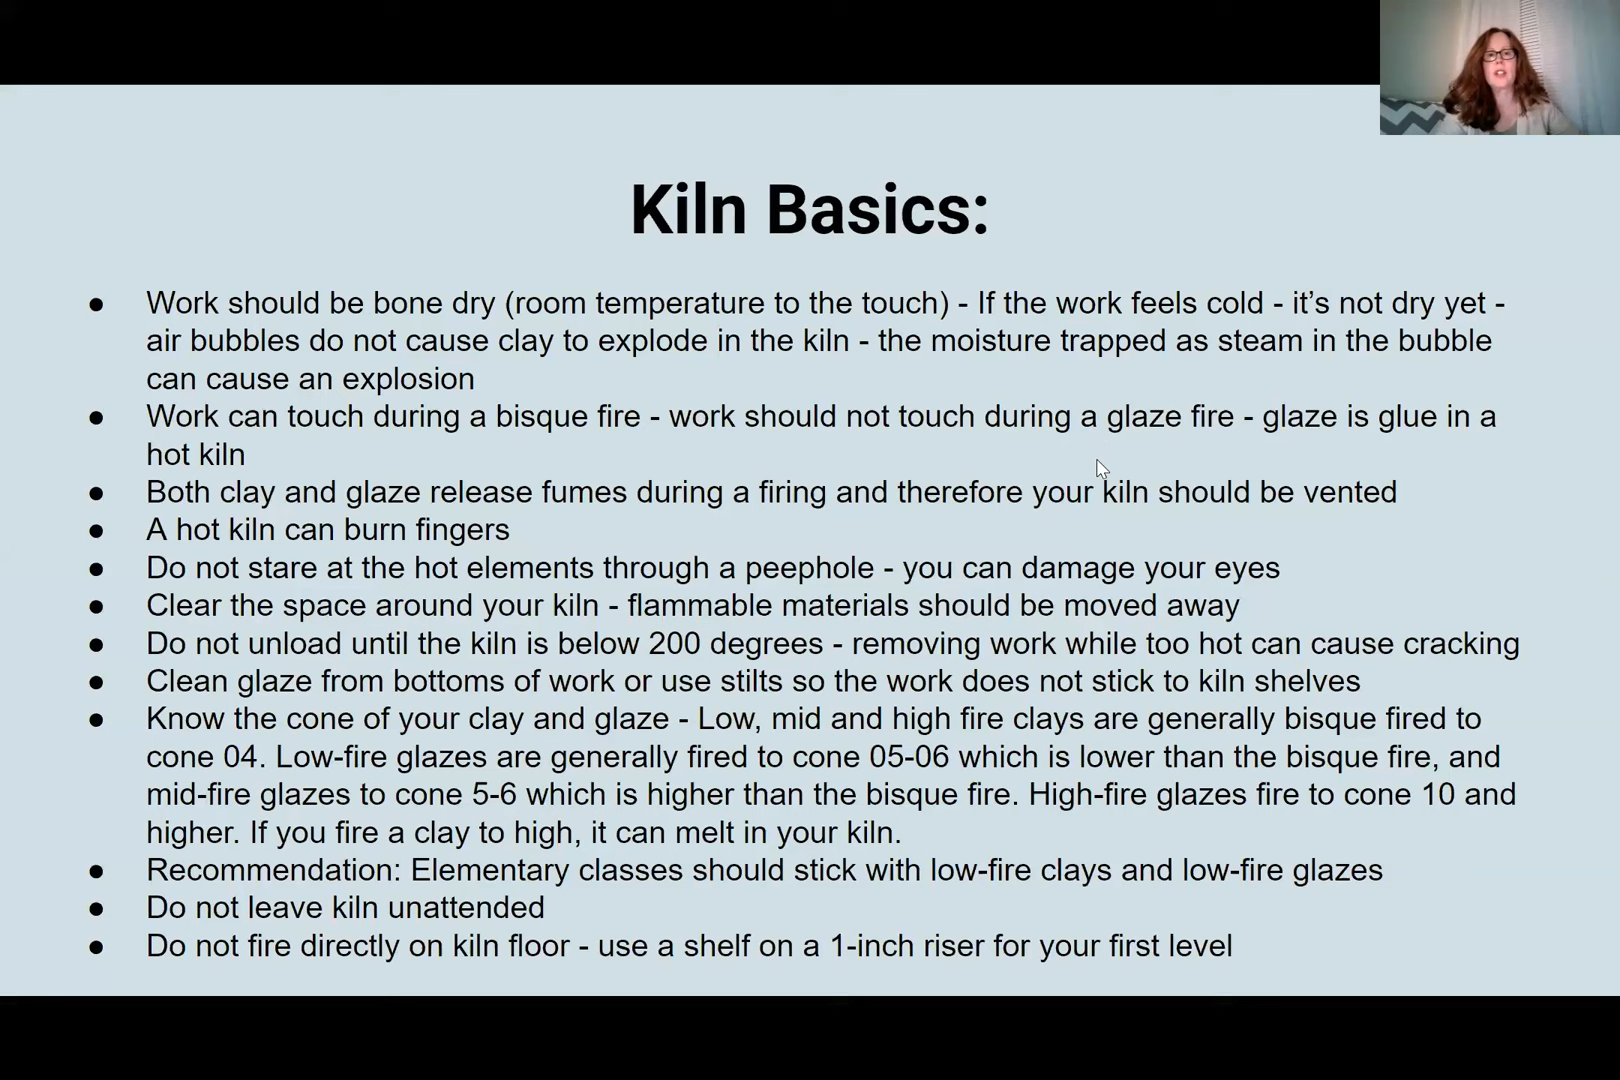 Kiln Basics:
● Work should be bone dry (room temperature to the touch) - If the work feels cold - it’s not dry yet -
air bubbles do not cause clay to explode in the kiln - the moisture trapped as steam in the bubble
can cause an explosion
● Work can touch during a bisque fire - work should not touch during a glaze fire - glaze is glue in a
hot kiln
● Both clay and glaze release fumes during a firing and therefore your kiln should be vented
● A hot kiln can burn fingers
● Do not stare at the hot elements through a peephole - you can damage your eyes
● Clear the space around your kiln - flammable materials should be moved away
● Do not unload until the kiln is below 200 degrees - removing work while too hot can cause cracking
● Clean glaze from bottoms of work or use stilts so the work does not stick to kiln shelves
● Know the cone of your clay and glaze - Low, mid and high fire clays are generally bisque fired to
cone 04. Low-fire glazes are generally fired to cone 05-06 which is lower than the bisque fire, and
mid-fire glazes to cone 5-6 which is higher than the bisque fire. High-fire glazes fire to cone 10 and
higher. If you fire a clay to high, it can melt in your kiln.
● Recommendation: Elementary classes should stick with low-fire clays and low-fire glazes
● Do not leave kiln unattended
● Do not fire directly on kiln floor - use a shelf on a 1-inch riser for your first level